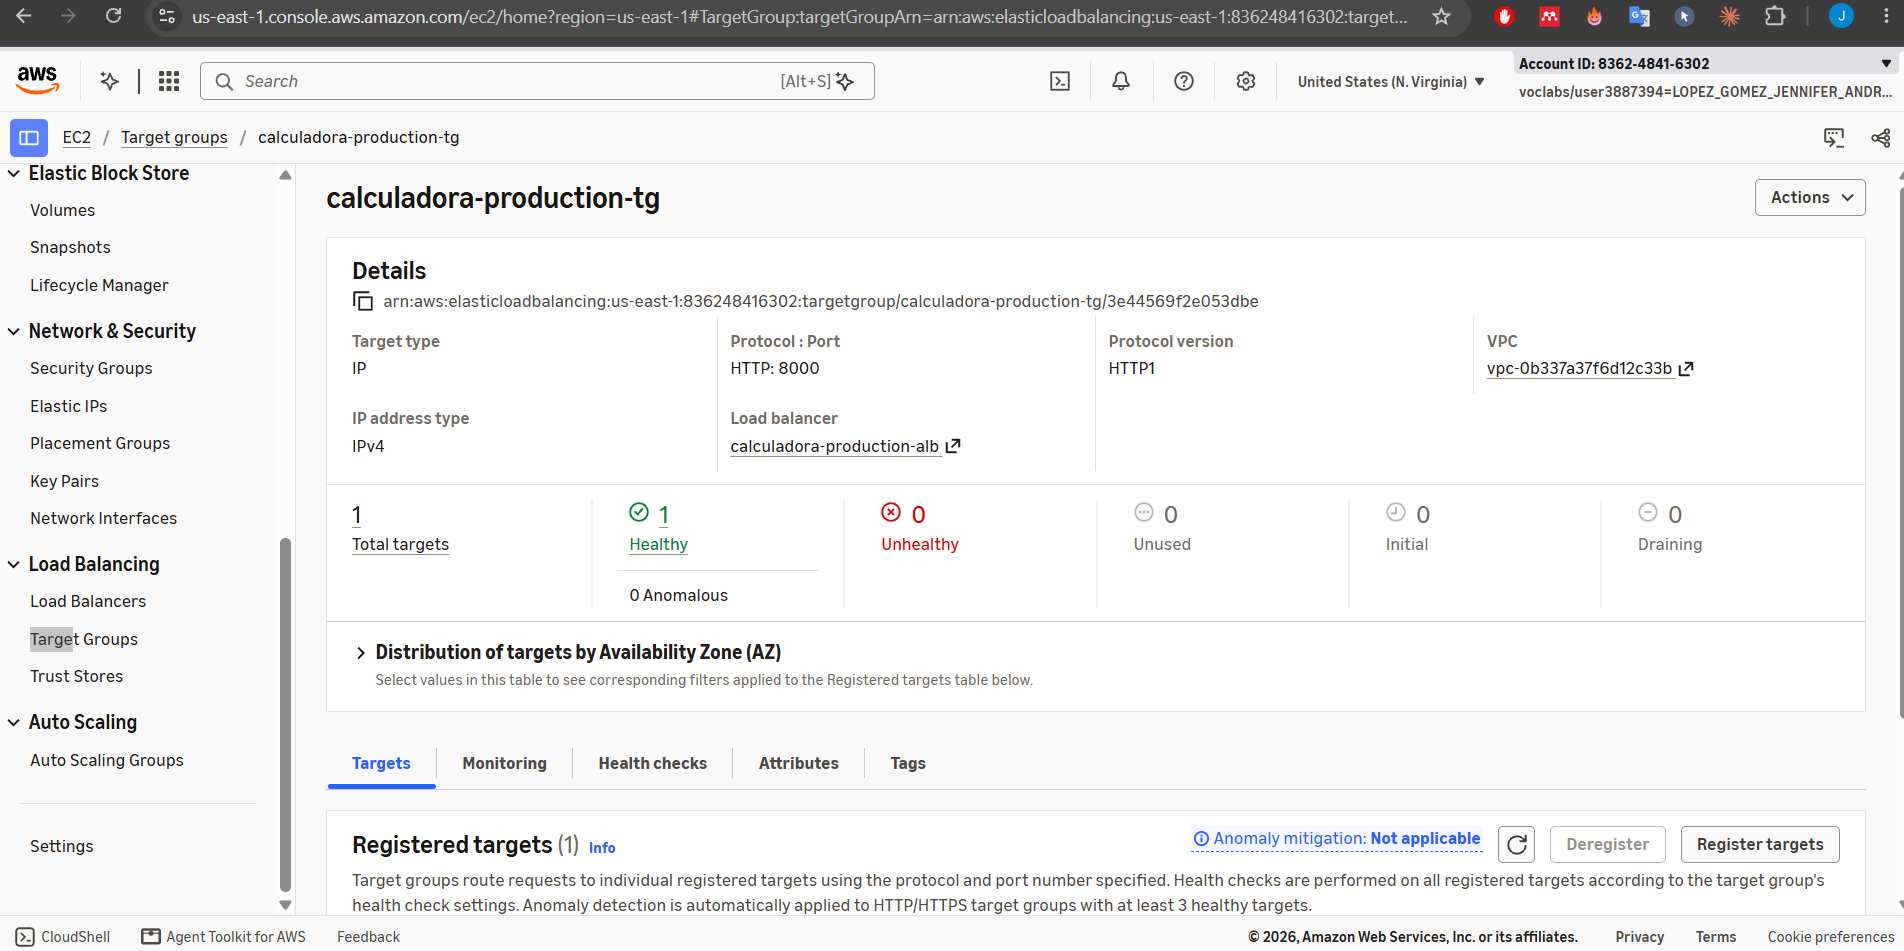 us-east-1.console.aws.amazon.com/ec2/home?region=us-east-1#TargetGroup:targetGroupArn=arn:aws:elasticloadbalancing:us-east-1:836248416302:target...
J
aws
Search
[Alt+S]
United States (N. Virginia)
Account ID: 8362-4841-6302
voclabs/user3887394=LOPEZ_GOMEZ_JENNIFER_ANDR...
EC2 / Target groups / calculadora-production-tg
Elastic Block Store
Volumes
Snapshots
Lifecycle Manager
Network & Security
Security Groups
Elastic IPs
Placement Groups
Key Pairs
Network Interfaces
Load Balancing
Load Balancers
Target Groups
Trust Stores
Auto Scaling
Auto Scaling Groups
Settings
calculadora-production-tg
Actions
Details
arn:aws:elasticloadbalancing:us-east-1:836248416302:targetgroup/calculadora-production-tg/3e44569f2e053dbe
Target type
IP
Protocol : Port
HTTP: 8000
Protocol version
HTTP1
VPC
vpc-0b337a37f6d12c33b
IP address type
IPv4
Load balancer
calculadora-production-alb
1
Total targets
1
Healthy
0 Anomalous
0
Unhealthy
0
Unused
0
Initial
0
Draining
Distribution of targets by Availability Zone (AZ)
Select values in this table to see corresponding filters applied to the Registered targets table below.
Targets
Monitoring
Health checks
Attributes
Tags
Registered targets (1) Info
Anomaly mitigation: Not applicable
Deregister
Register targets
Target groups route requests to individual registered targets using the protocol and port number specified. Health checks are performed on all registered targets according to the target group's
health check settings. Anomaly detection is automatically applied to HTTP/HTTPS target groups with at least 3 healthy targets.
CloudShell
Agent Toolkit for AWS
Feedback
© 2026, Amazon Web Services, Inc. or its affiliates.
Privacy
Terms
Cookie preferences